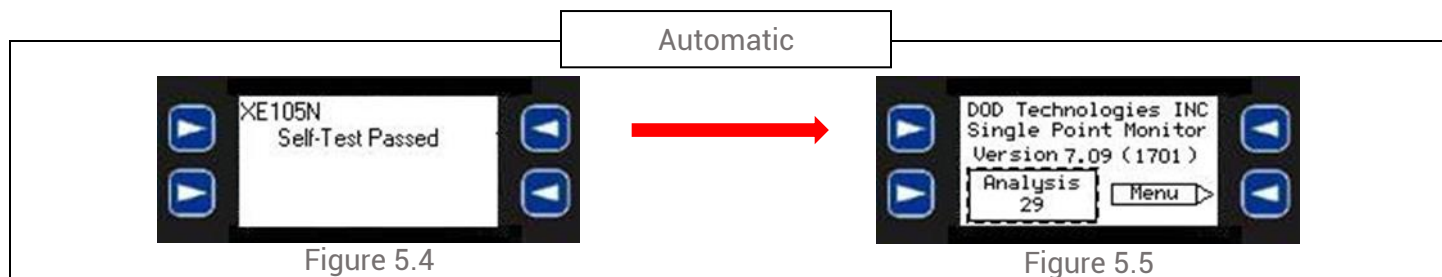 Automatic
XE105N
Self-Test Passed
DOD Technologies INC
Single Point Monitor
Version 7.09 (1701)
Analysis
29
Menu
Figure 5.4
Figure 5.5